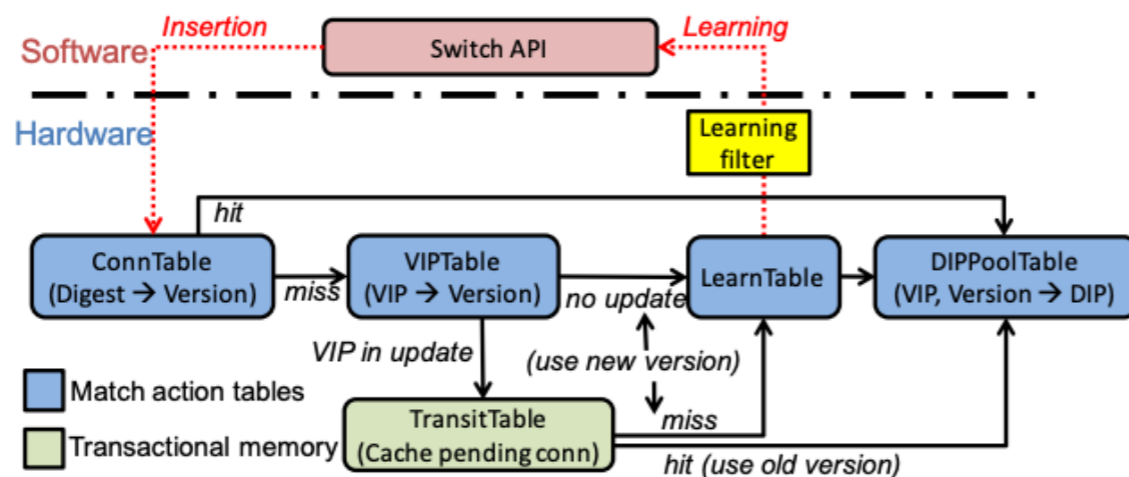 Insertion
Switch API
Learning
Software
Hardware
Learning
filter
hit
ConnTable
(Digest → Version)
miss
VIPTable
(VIP → Version)
no update
LearnTable
DIPPoolTable
(VIP, Version → DIP)
VIP in update
(use new version)
Match action tables
TransitTable
(Cache pending conn)
miss
Transactional memory
hit (use old version)